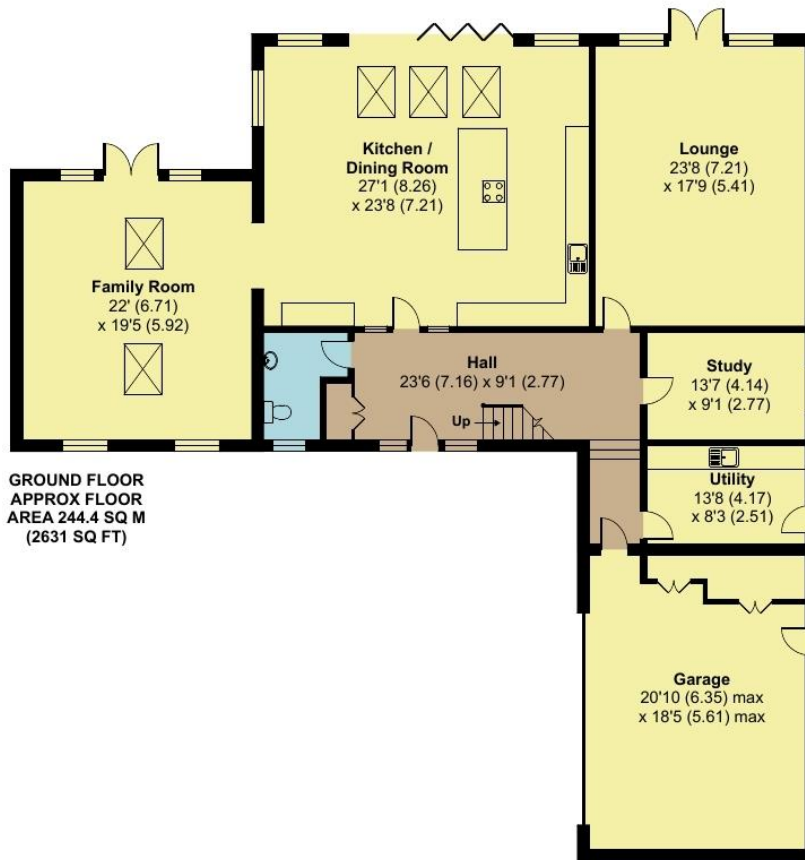 Kitchen /
Dining Room
27'1 (8.26)
x 23'8 (7.21)
Lounge
23'8 (7.21)
x 17'9 (5.41)
Family Room
22' (6.71)
x 19'5 (5.92)
Hall
23'6 (7.16) x 9'1 (2.77)
Up
Study
13'7 (4.14)
x 9'1 (2.77)
Utility
13'8 (4.17)
x 8'3 (2.51)
GROUND FLOOR
APPROX FLOOR
AREA 244.4 SQ M
(2631 SQ FT)
Garage
20'10 (6.35) max
x 18'5 (5.61) max